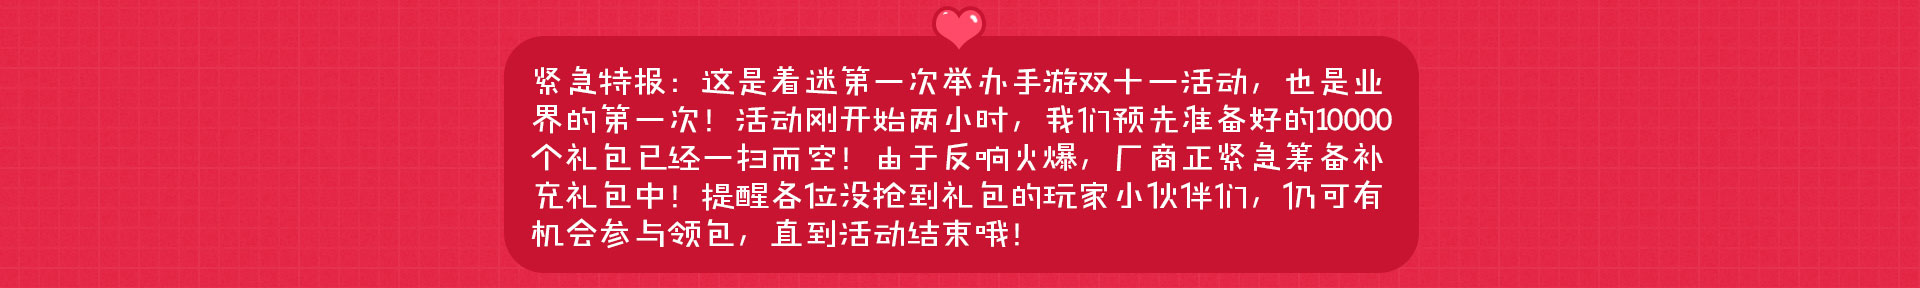 紧急特报：这是着迷第一次举办手游双十一活动，也是业
界的第一次！活动刚开始两小时，我们预先准备好的10000
个礼包已经一扫而空！由于反响火爆，厂商正紧急筹备补
充礼包中！提醒各位没抢到礼包的玩家小伙伴们，仍可有
机会参与领包，直到活动结束哦！